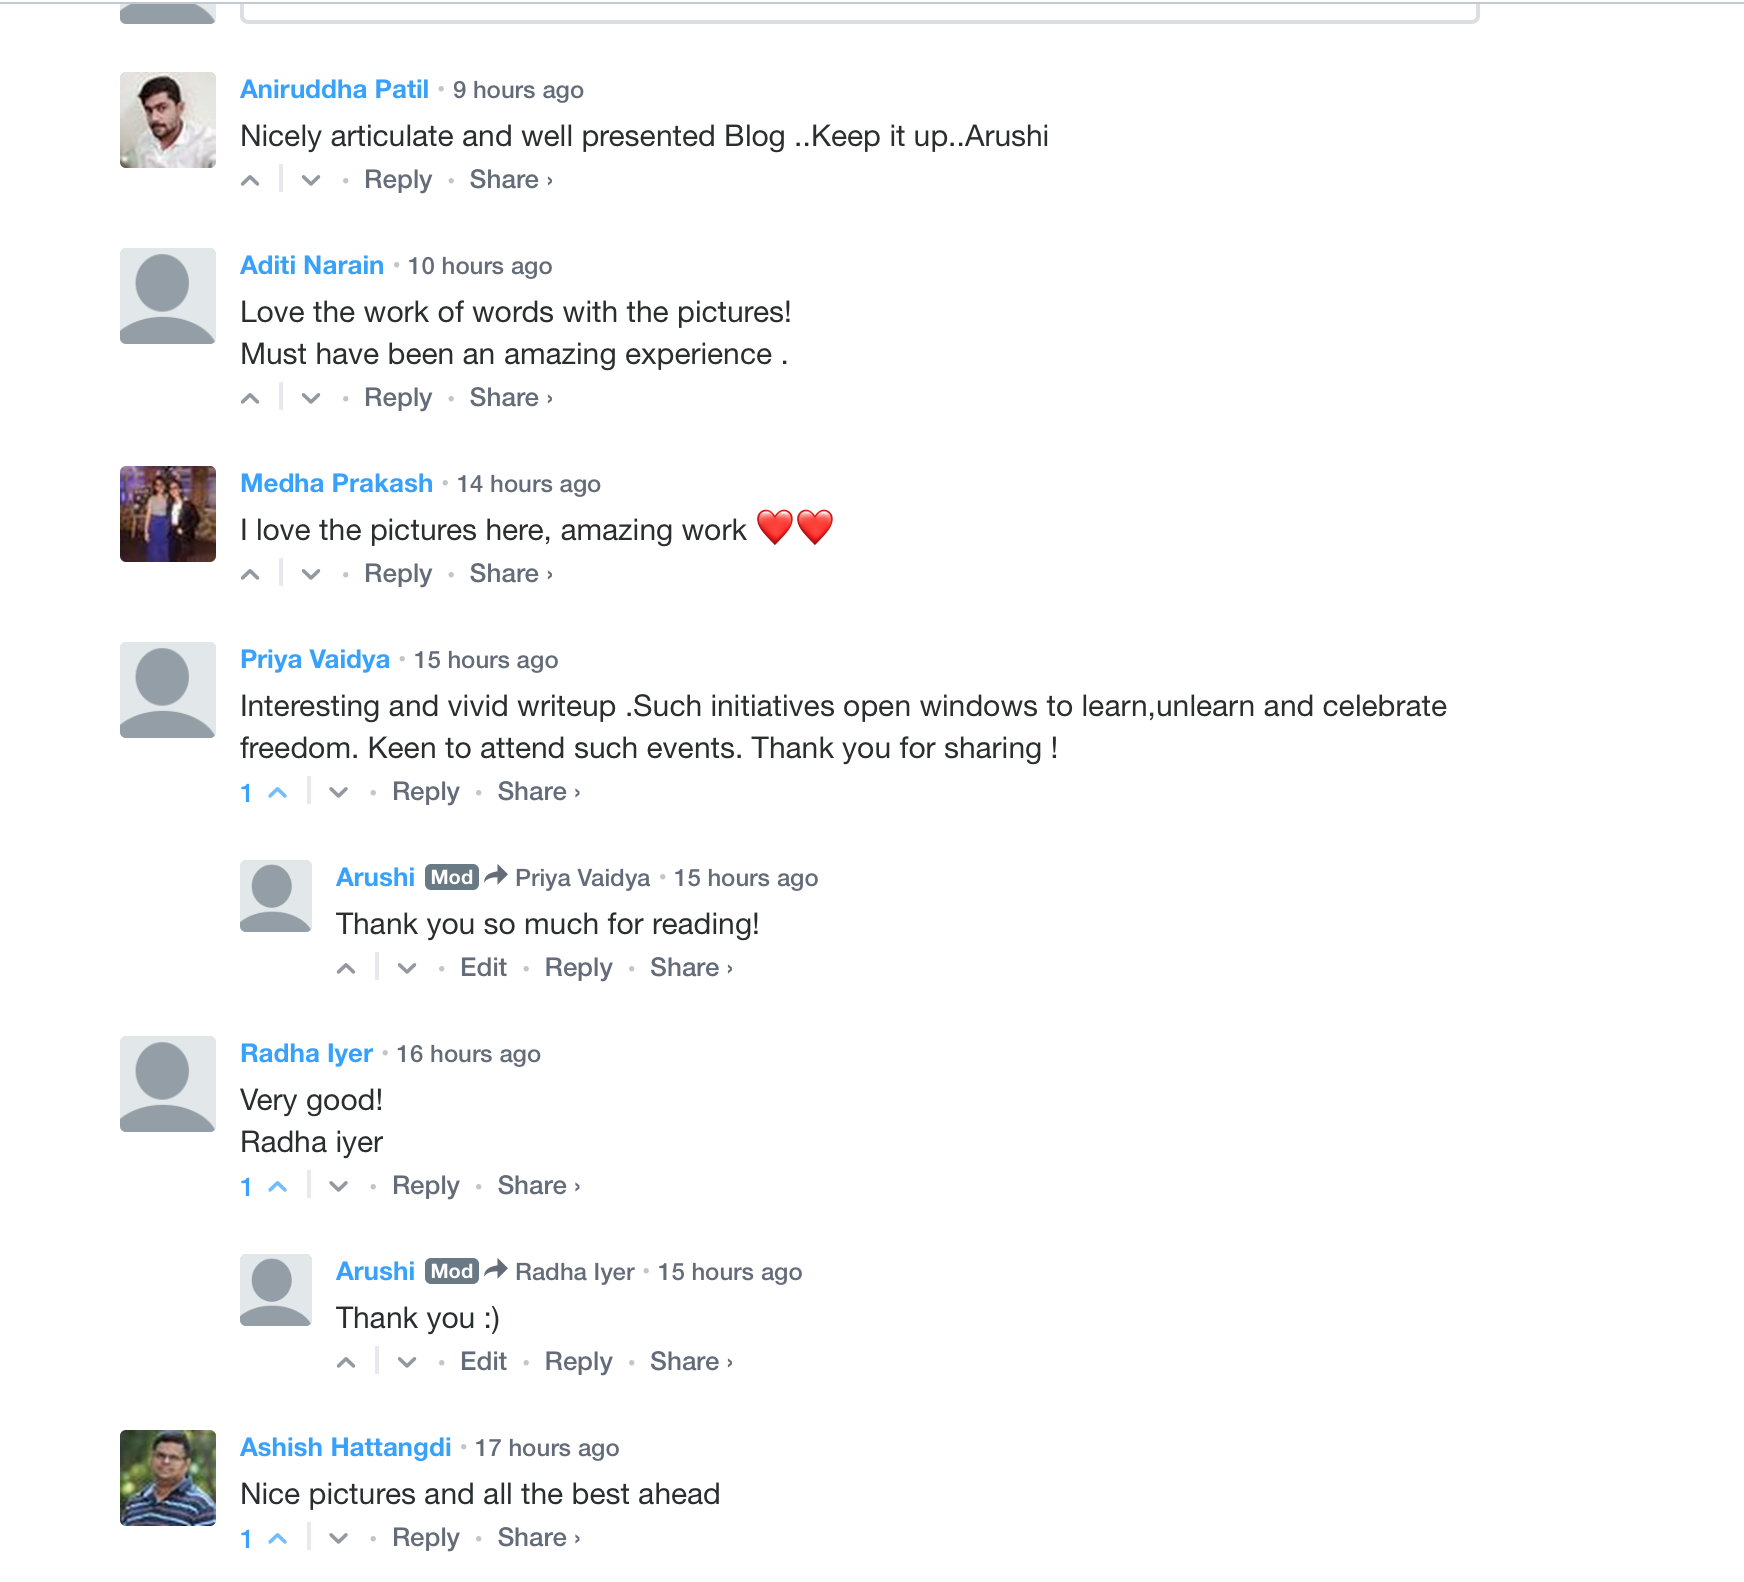 Aniruddha Patil • 9 hours ago
Nicely articulate and well presented Blog ..Keep it up..Arushi
• Reply • Share ›
Aditi Narain • 10 hours ago
Love the work of words with the pictures!
Must have been an amazing experience .
• Reply • Share ›
Medha Prakash • 14 hours ago
I love the pictures here, amazing work ❤️❤️
• Reply • Share ›
Priya Vaidya • 15 hours ago
Interesting and vivid writeup .Such initiatives open windows to learn,unlearn and celebrate
freedom. Keen to attend such events. Thank you for sharing !
1 • Reply • Share ›
Arushi Mod Priya Vaidya • 15 hours ago
Thank you so much for reading!
• Edit • Reply • Share ›
Radha Iyer • 16 hours ago
Very good!
Radha iyer
1 • Reply • Share ›
Arushi Mod Radha Iyer • 15 hours ago
Thank you :)
• Edit • Reply • Share ›
Ashish Hattangdi • 17 hours ago
Nice pictures and all the best ahead
1 • Reply • Share ›